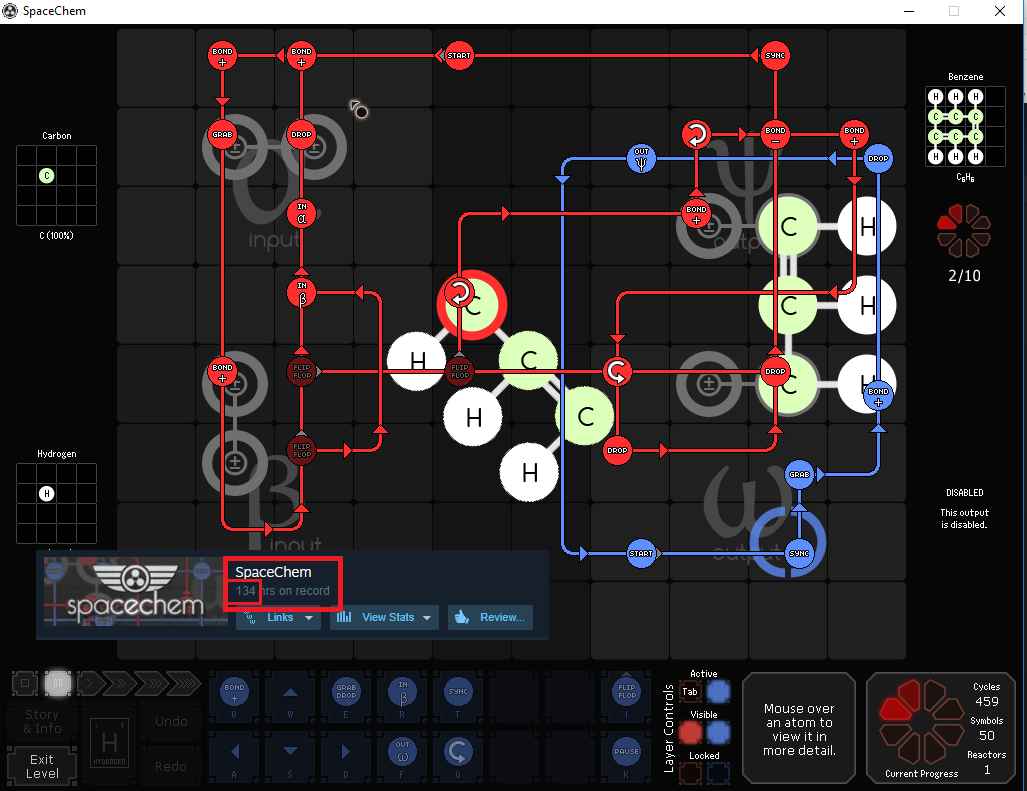 SpaceChem
BOND
+
BOND
+
START
SYNC
Benzene
H H H
C C C
C C C
H H H
C₆H₆
Carbon
C
C (100%)
GRAB
DROP
BOND
-
BOND
+
OUT
ψ
DROP
IN
α
BOND
+
input
C
H
2/10
IN
β
C
C
H
BOND
+
FLIP
FLOP
H
FLIP
FLOP
C
DROP
C
H
BOND
+
H
C
FLIP
FLOP
DROP
Hydrogen
H
H
GRAB
DISABLED
This output
is disabled.
input
START
SYNC
output
SpaceChem
134 hrs on record
spacechem
Links
View Stats
Review...
Story
& Info
Undo
Exit
Level
1 1
H
HYDROGEN
Redo
BOND
+
Q
W
GRAB
DROP
E
IN
β
R
SYNC
T
FLIP
FLOP
I
A
S
D
OUT
ω
F
G
PAUSE
K
Layer Controls
Active
Tab
Visible
Locked
Mouse over
an atom to
view it in
more detail.
Cycles
459
Symbols
50
Reactors
1
Current Progress